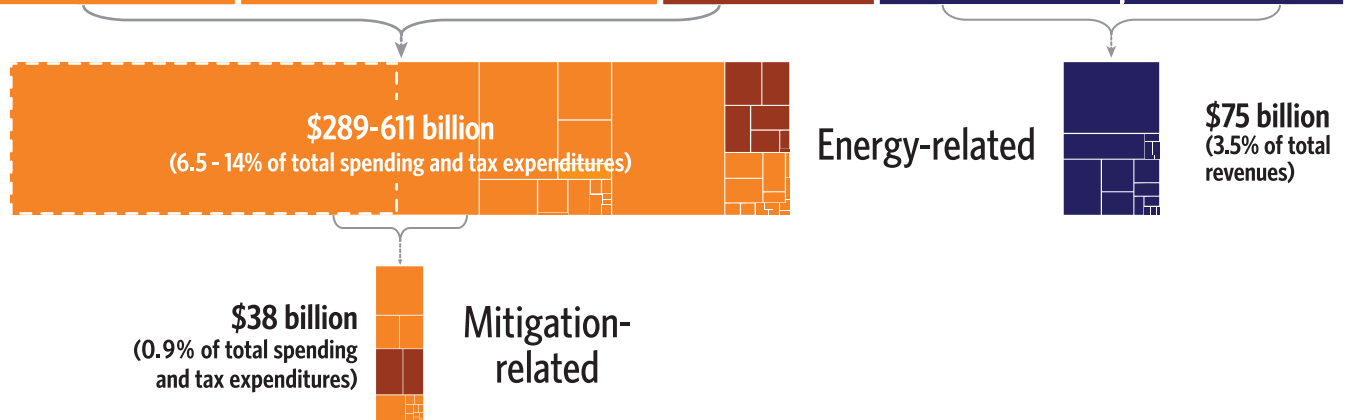 $289-611 billion
(6.5 - 14% of total spending and tax expenditures)
Energy-related
$75 billion
(3.5% of total
revenues)
$38 billion
(0.9% of total spending
and tax expenditures)
Mitigation-
related